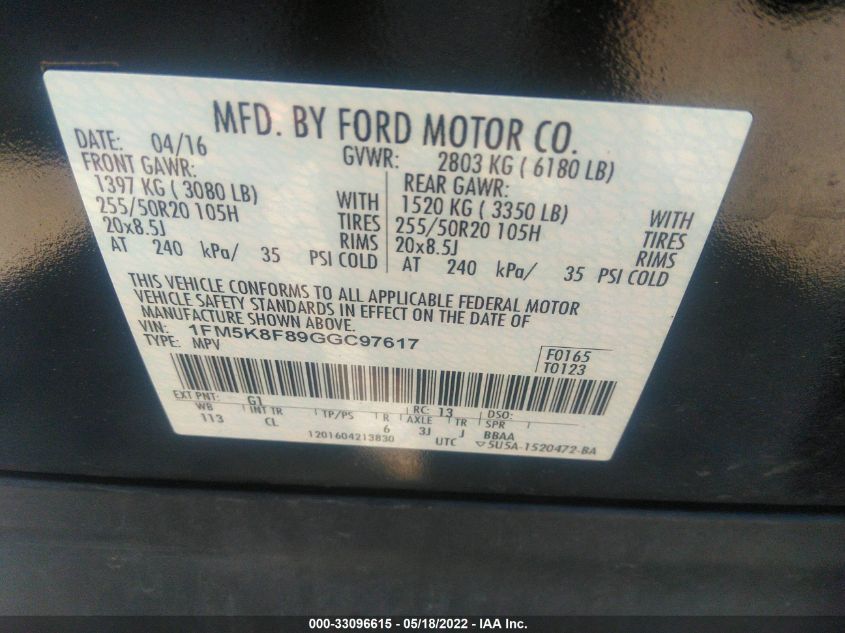 MFD. BY FORD MOTOR CO.
DATE: 04/16 GVWR: 2803 KG ( 6180 LB)
FRONT GAWR: REAR GAWR:
1397 KG ( 3080 LB) WITH 1520 KG ( 3350 LB) WITH
255/50R20 105H TIRES 255/50R20 105H TIRES
20x8.5J RIMS 20x8.5J RIMS
AT 240 kPa/ 35 PSI COLD AT 240 kPa/ 35 PSI COLD
THIS VEHICLE CONFORMS TO ALL APPLICABLE FEDERAL MOTOR
VEHICLE SAFETY STANDARDS IN EFFECT ON THE DATE OF
MANUFACTURE SHOWN ABOVE.
VIN: 1FM5K8F89GGC97617
TYPE: MPV
F0165
T0123
EXT PNT: G1 RC: 13 DSO:
WB INT TR TP/PS R AXLE TR SPR
113 CL 6 3J J BBAA
1201604213830 UTC 5U5A-1520472-BA
000-33096615 - 05/18/2022 - IAA Inc.